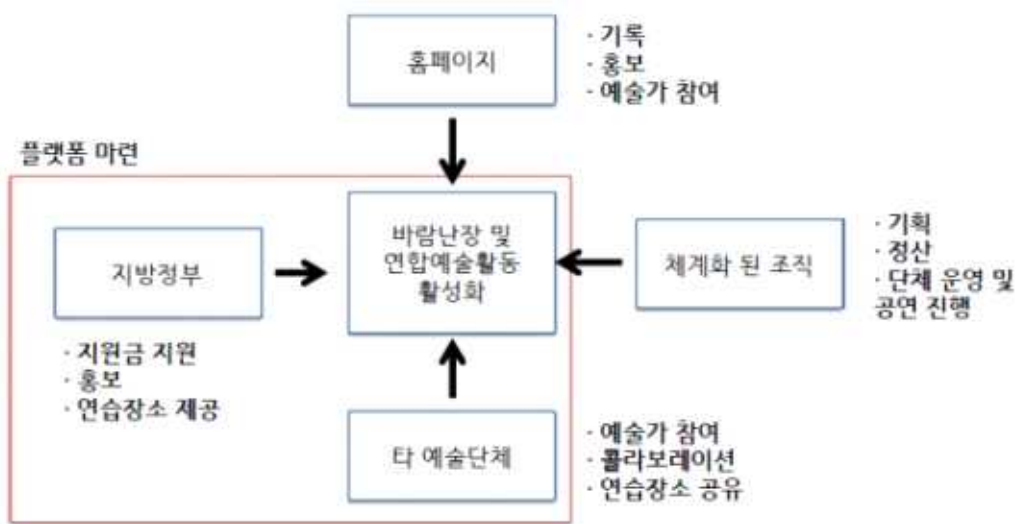 홈페이지
· 기록
· 홍보
· 예술가 참여
플랫폼 마련
지방정부
· 지원금 지원
· 홍보
· 연습장소 제공
바람난장 및
연합예술활동
활성화
체계화 된 조직
· 기획
· 정산
· 단체 운영 및
공연 진행
타 예술단체
· 예술가 참여
· 콜라보레이션
· 연습장소 공유